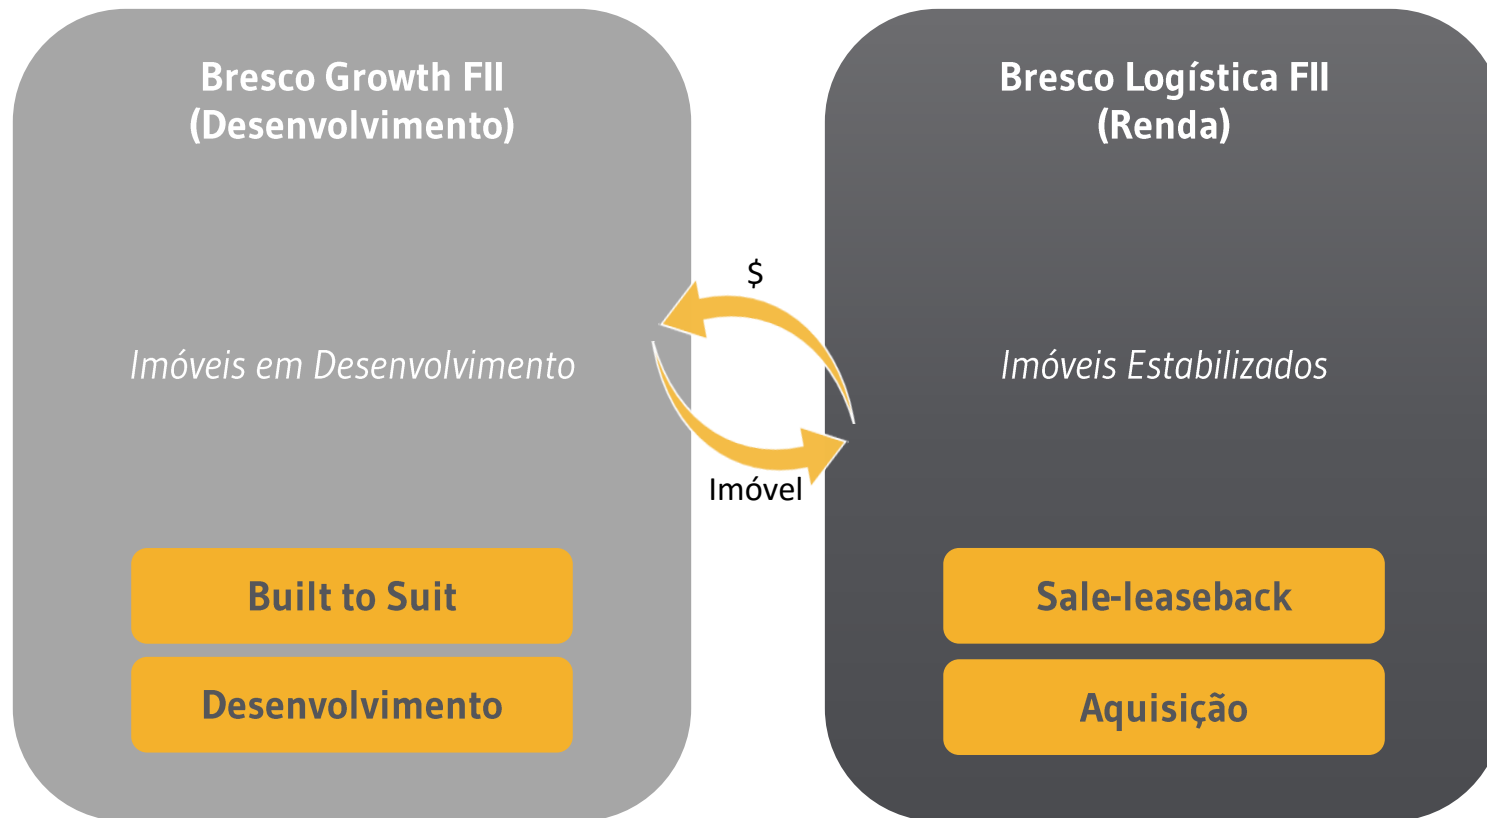 Bresco Growth FII
(Desenvolvimento)
Imóveis em Desenvolvimento
Built to Suit
Desenvolvimento
$
Imóvel
Bresco Logística FII
(Renda)
Imóveis Estabilizados
Sale-leaseback
Aquisição